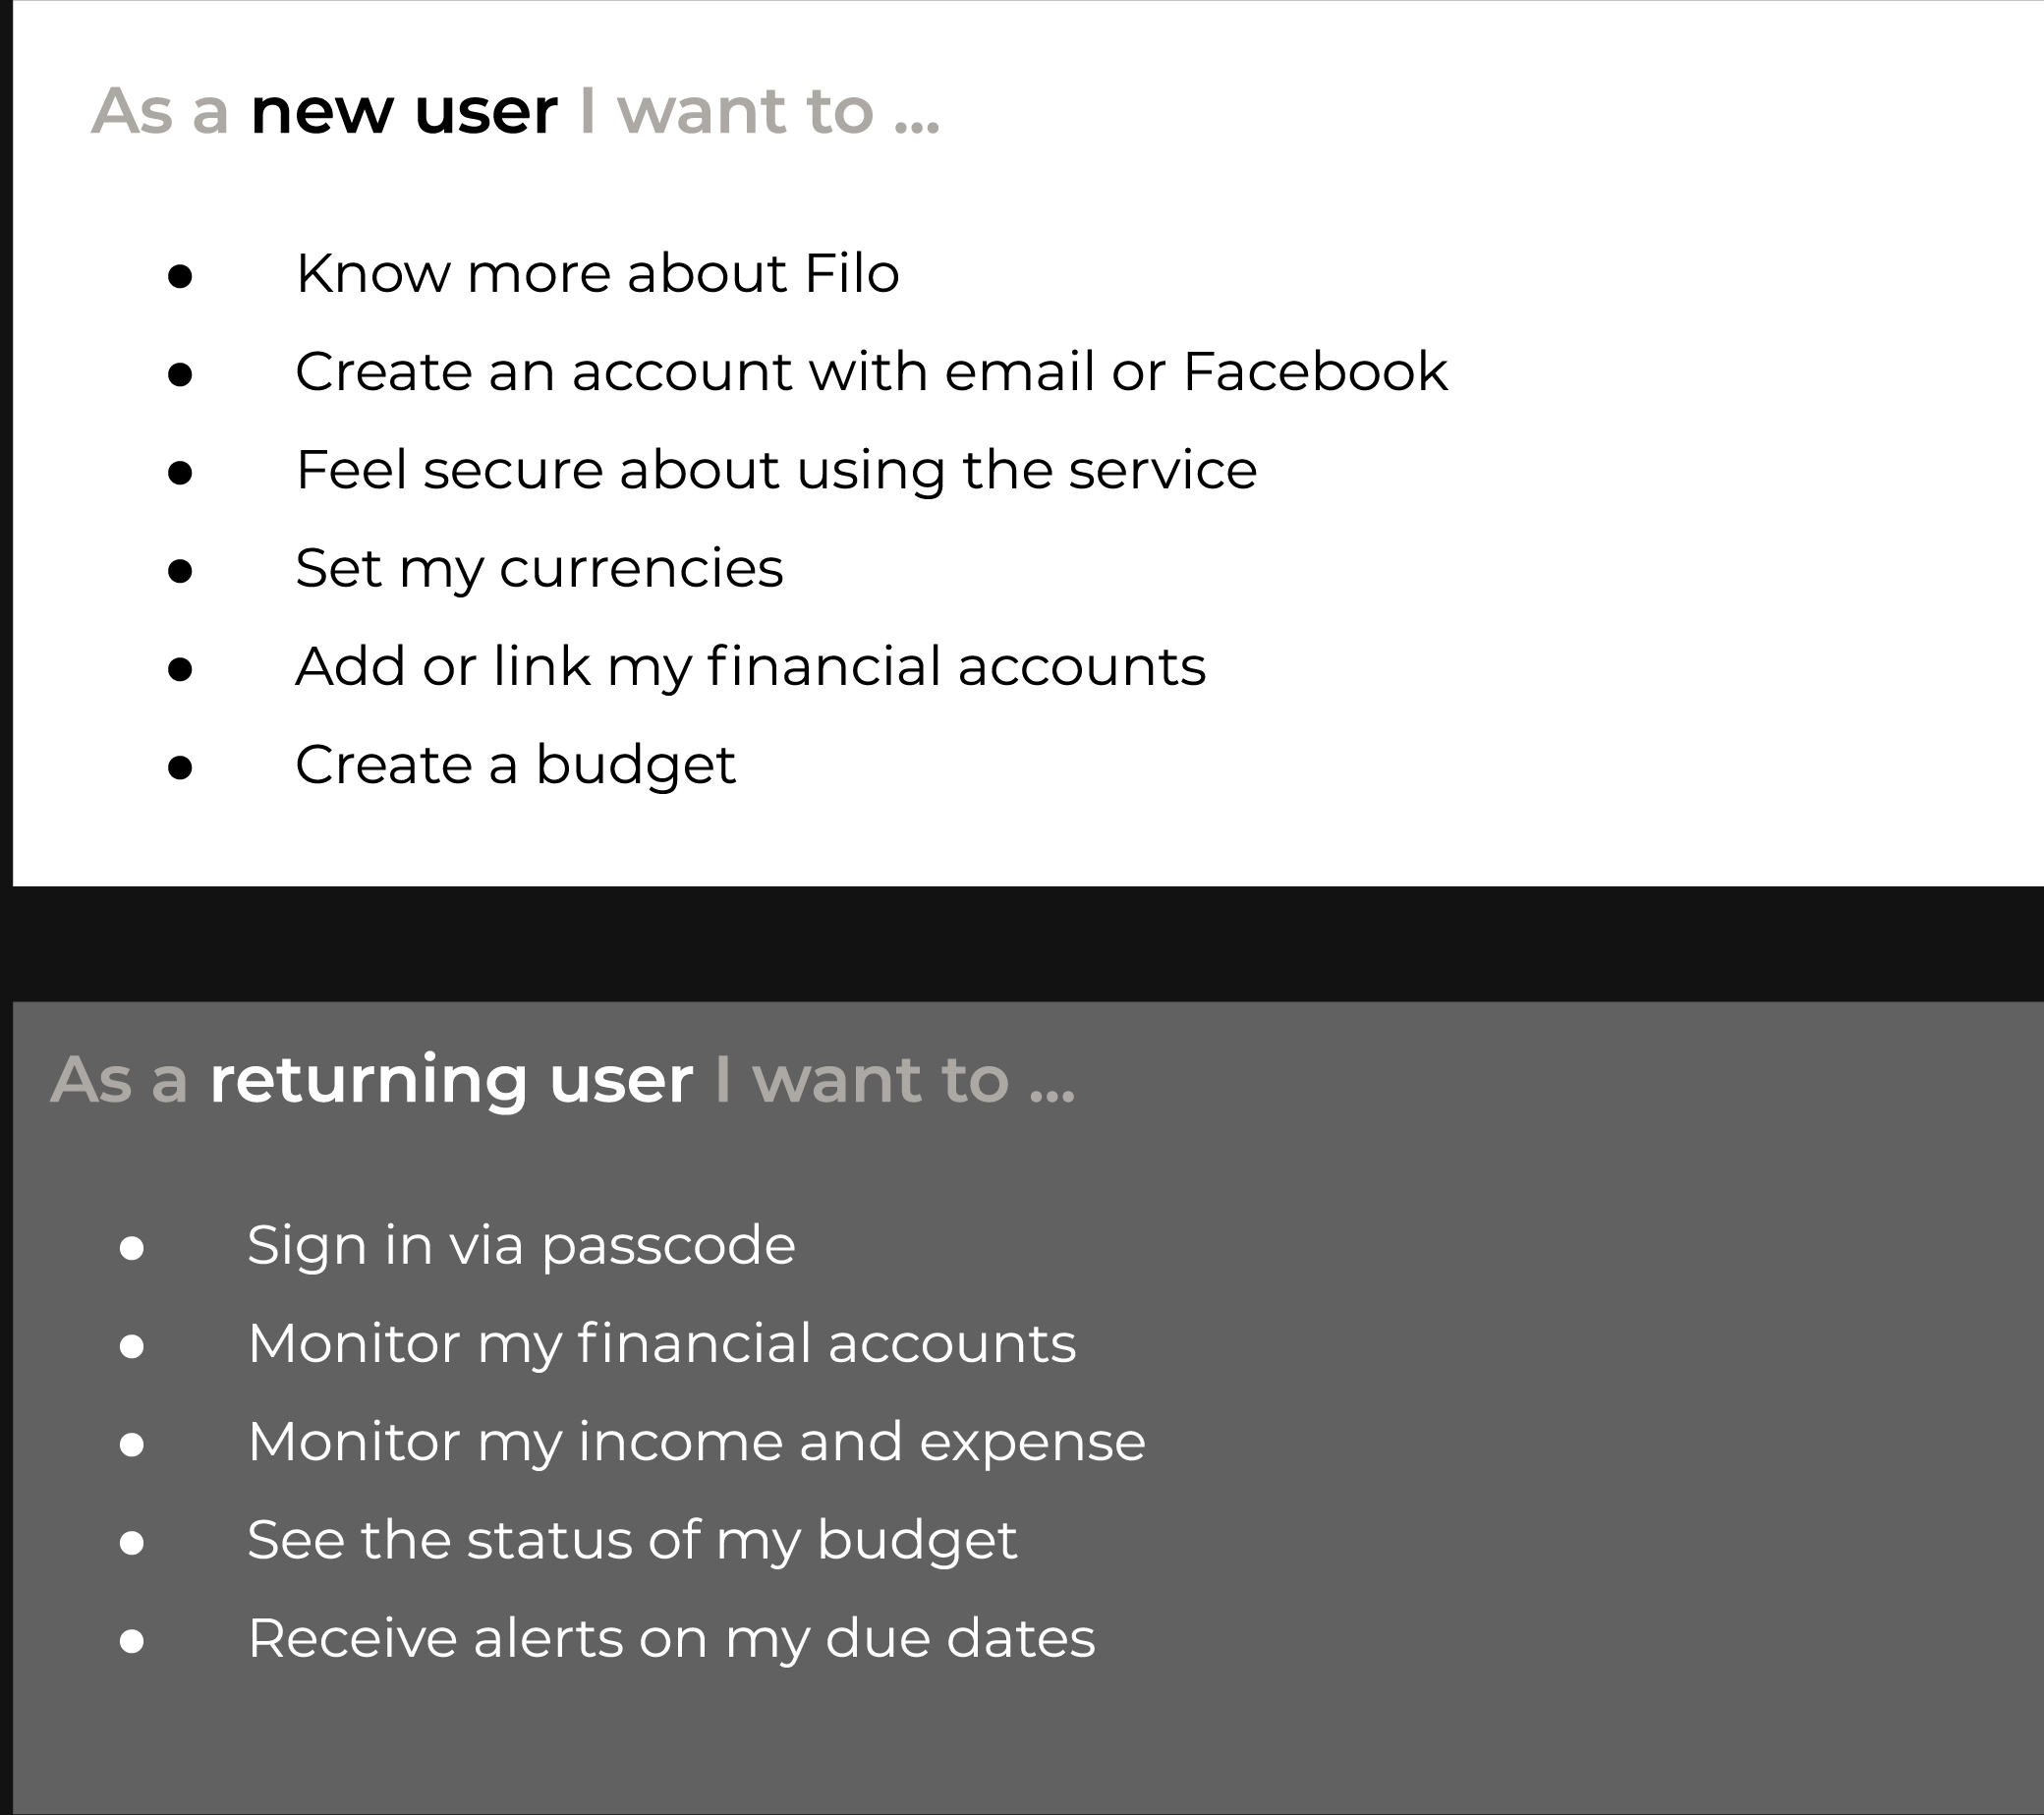 As a new user I want to ...
● Know more about Filo
● Create an account with email or Facebook
● Feel secure about using the service
● Set my currencies
● Add or link my financial accounts
● Create a budget
As a returning user I want to ...
● Sign in via passcode
● Monitor my financial accounts
● Monitor my income and expense
● See the status of my budget
● Receive alerts on my due dates